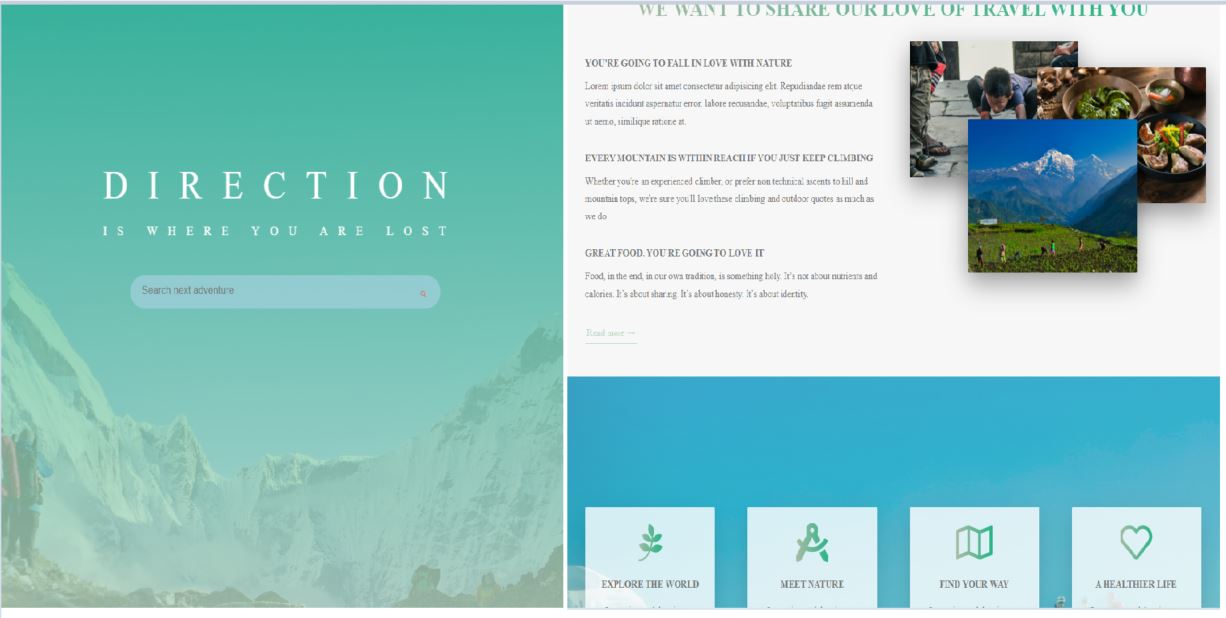 DIRECTION
IS WHERE YOU ARE LOST
Search next adventure
WE WANT TO SHARE OUR LOVE OF TRAVEL WITH YOU
YOU'RE GOING TO FALL IN LOVE WITH NATURE
Lorem ipsum dolor sit amet consectetur adipisicing elit. Repudiandae rem atque
veritatis incidunt aspernatur error, labore recusandae, voluptatibus fugit assumenda
ut nemo, similique ratione at.
EVERY MOUNTAIN IS WITHIN REACH IF YOU JUST KEEP CLIMBING
Whether you're an experienced climber, or prefer non technical ascents to hill and
mountain tops, we're sure you'll love these climbing and outdoor quotes as much as
we do
GREAT FOOD. YOU'RE GOING TO LOVE IT
Food, in the end, in our own tradition, is something holy. It's not about nutrients and
calories. It's about sharing. It's about honesty. It's about identity.
Read more →
EXPLORE THE WORLD
MEET NATURE
FIND YOUR WAY
A HEALTHIER LIFE